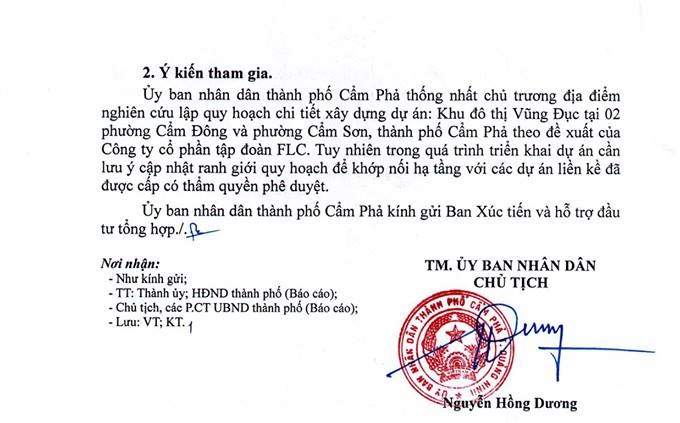 2. Ý kiến tham gia.
Ủy ban nhân dân thành phố Cẩm Phả thống nhất chủ trương địa điểm
nghiên cứu lập quy hoạch chi tiết xây dựng dự án: Khu đô thị Vũng Đục tại 02
phường Cẩm Đông và phường Cẩm Sơn, thành phố Cẩm Phả theo đề xuất của
Công ty cổ phần tập đoàn FLC. Tuy nhiên trong quá trình triển khai dự án cần
lưu ý cập nhật ranh giới quy hoạch để khớp nối hạ tầng với các dự án liền kề đã
được cấp có thẩm quyền phê duyệt.
Ủy ban nhân dân thành phố Cẩm Phả kính gửi Ban Xúc tiến và hỗ trợ đầu
tư tổng hợp./.
Nơi nhận:
- Như kính gửi;
- TT: Thành ủy; HĐND thành phố (Báo cáo);
- Chủ tịch, các P.CT UBND thành phố (Báo cáo);
- Lưu: VT; KT.
TM. ỦY BAN NHÂN DÂN
CHỦ TỊCH
ỦY BAN NHÂN DÂN THÀNH PHỐ CẨM PHẢ - QUẢNG NINH
Nguyễn Hồng Dương